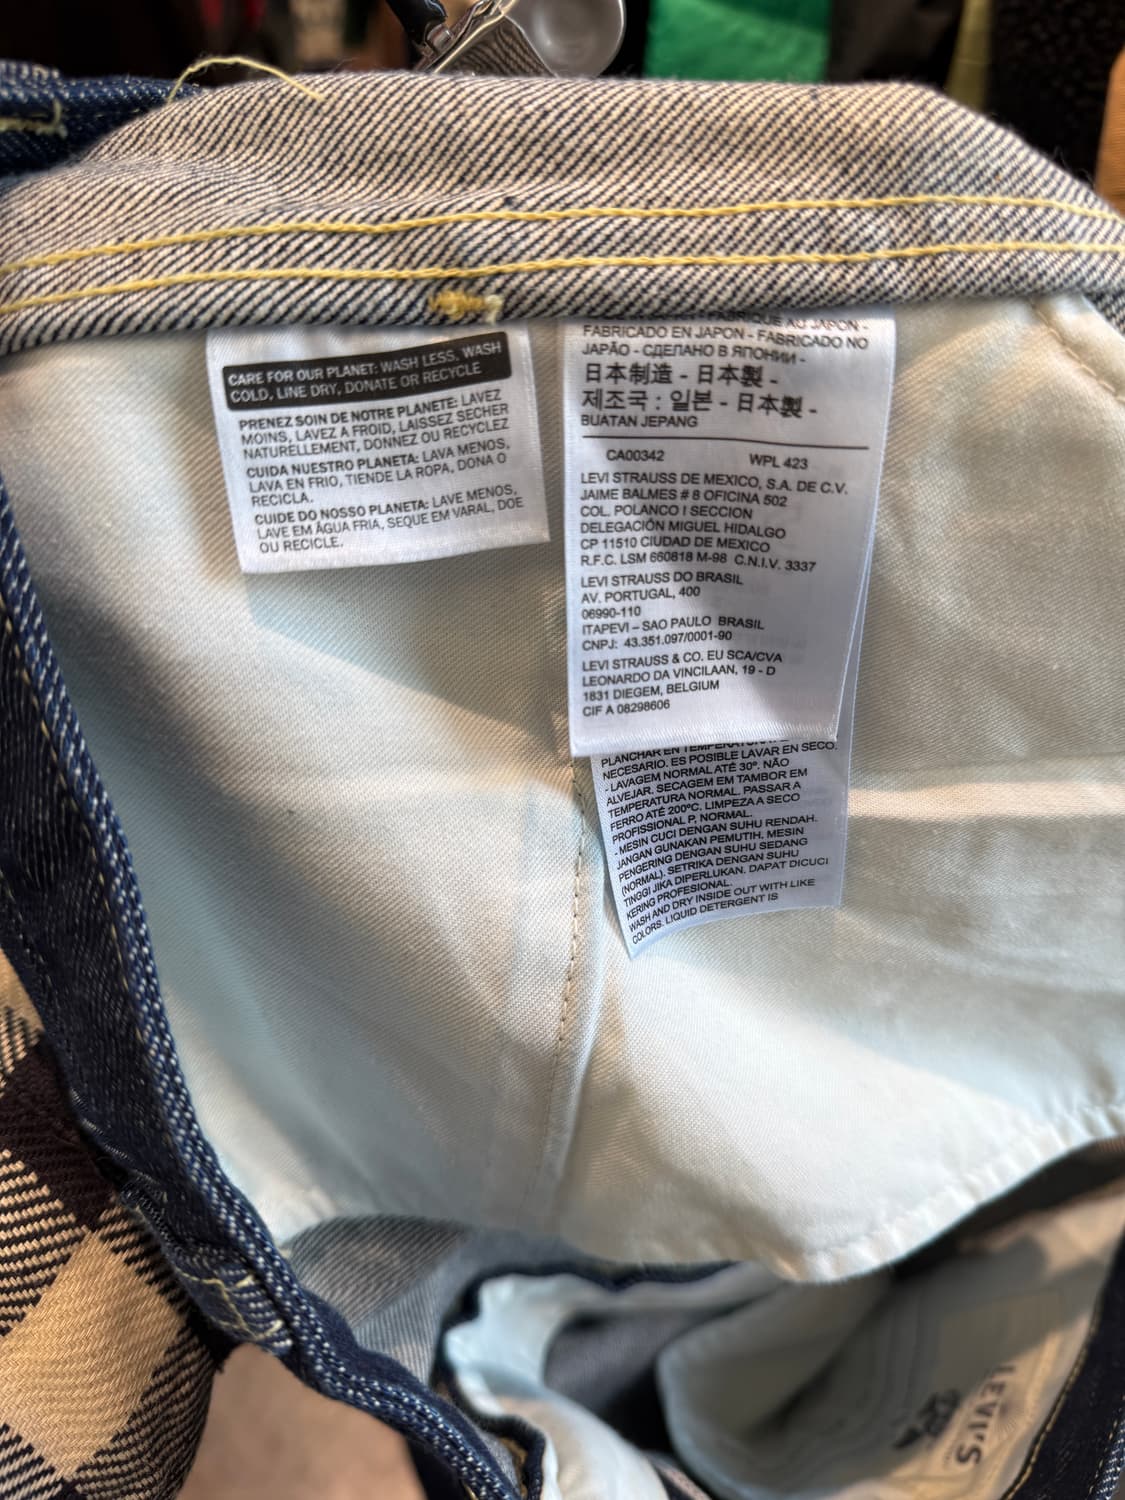 CARE FOR OUR PLANET: WASH LESS, WASH
COLD, LINE DRY, DONATE OR RECYCLE
PRENEZ SOIN DE NOTRE PLANETE: LAVEZ
MOINS, LAVEZ A FROID, LAISSEZ SECHER
NATURELLEMENT, DONNEZ OU RECYCLEZ
CUIDA NUESTRO PLANETA: LAVA MENOS,
LAVA EN FRIO, TIENDE LA ROPA, DONA O
RECICLA.
CUIDE DO NOSSO PLANETA: LAVE MENOS,
LAVE EM ÁGUA FRIA, SEQUE EM VARAL, DOE
OU RECICLE.
FABRIQUE AU JAPON -
FABRICADO EN JAPON - FABRICADO NO
JAPÃO - СДЕЛАНО В ЯПОНИИ -
日本制造 - 日本製 -
제조국 : 일본 - 日本製 -
BUATAN JEPANG
CA00342 WPL 423
LEVI STRAUSS DE MEXICO, S.A. DE C.V.
JAIME BALMES # 8 OFICINA 502
COL. POLANCO I SECCION
DELEGACIÓN MIGUEL HIDALGO
CP 11510 CIUDAD DE MEXICO
R.F.C. LSM 660818 M-98 C.N.I.V. 3337
LEVI STRAUSS DO BRASIL
AV. PORTUGAL, 400
06990-110
ITAPEVI – SAO PAULO BRASIL
CNPJ: 43.351.097/0001-90
LEVI STRAUSS & CO. EU SCA/CVA
LEONARDO DA VINCILAAN, 19 - D
1831 DIEGEM, BELGIUM
CIF A 08298606
PLANCHAR EN
NECESARIO. ES POSIBLE LAVAR EN SECO.
- LAVAGEM NORMAL ATÉ 30º. NÃO
ALVEJAR. SECAGEM EM TAMBOR EM
TEMPERATURA NORMAL. PASSAR A
FERRO ATÉ 200ºC. LIMPEZA A SECO
PROFISSIONAL P, NORMAL.
- MESIN CUCI DENGAN SUHU RENDAH.
JANGAN GUNAKAN PEMUTIH. MESIN
PENGERING DENGAN SUHU SEDANG
(NORMAL). SETRIKA DENGAN SUHU
TINGGI JIKA DIPERLUKAN. DAPAT DICUCI
KERING PROFESIONAL.
WASH AND DRY INSIDE OUT WITH LIKE
COLORS. LIQUID DETERGENT IS
LEVI'S